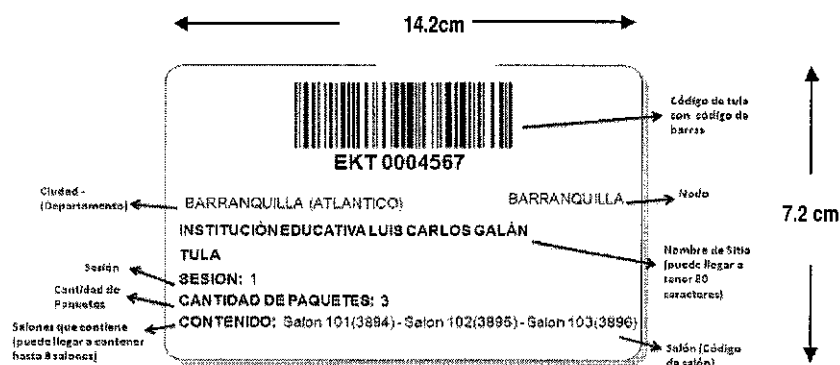 14.2cm
Código de tula
con código de
barras
EKT 0004567
Ciudad -
(Departamento)
BARRANQUILLA (ATLANTICO)
BARRANQUILLA
Nodo
7.2 cm
INSTITUCIÓN EDUCATIVA LUIS CARLOS GALÁN
TULA
Nombre de Sitio
(puede llegar a
tener 80
caracteres)
Sesión
SESION: 1
Cantidad de
Paquetes
CANTIDAD DE PAQUETES: 3
Salones que contiene
(puede llegar a contener
hasta 8 salones)
CONTENIDO: Salon 101(3894) - Salon 102(3895) - Salon 103(3896)
Salón (Código
de salón)